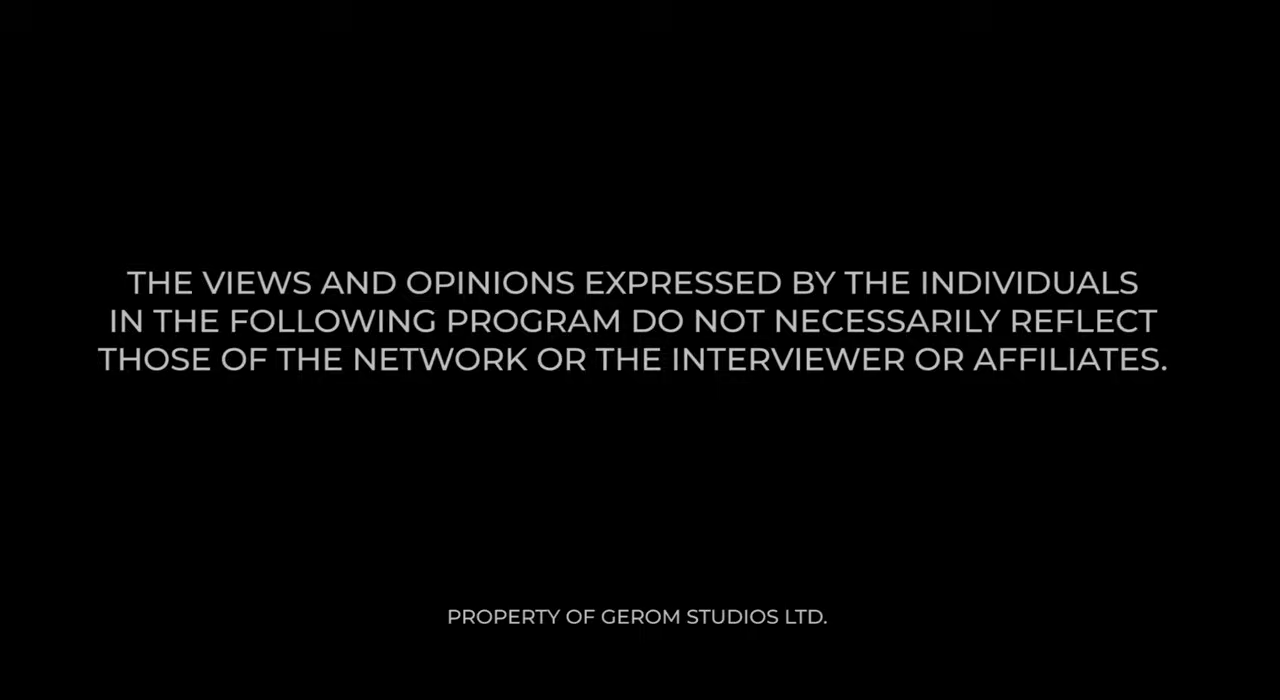 THE VIEWS AND OPINIONS EXPRESSED BY THE INDIVIDUALS
IN THE FOLLOWING PROGRAM DO NOT NECESSARILY REFLECT
THOSE OF THE NETWORK OR THE INTERVIEWER OR AFFILIATES.
PROPERTY OF GEROM STUDIOS LTD.